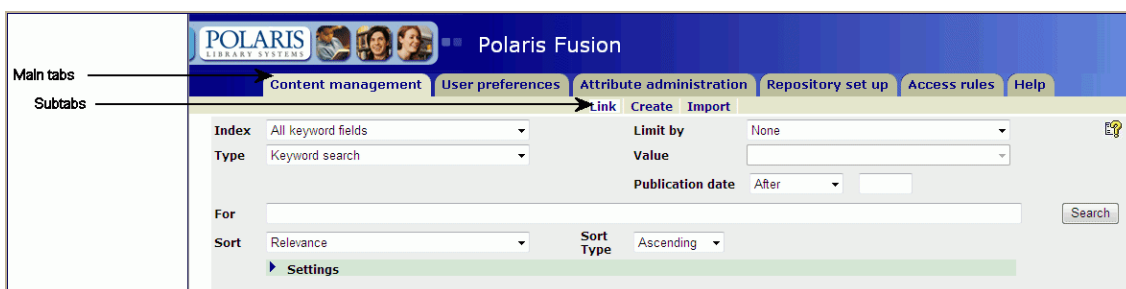 POLARIS
LIBRARY SYSTEMS
Polaris Fusion
Main tabs
Content management User preferences Attribute administration Repository set up Access rules Help
Subtabs
Link Create Import
Index All keyword fields Limit by None
Type Keyword search Value
Publication date After
For Search
Sort Relevance Sort Type Ascending
Settings